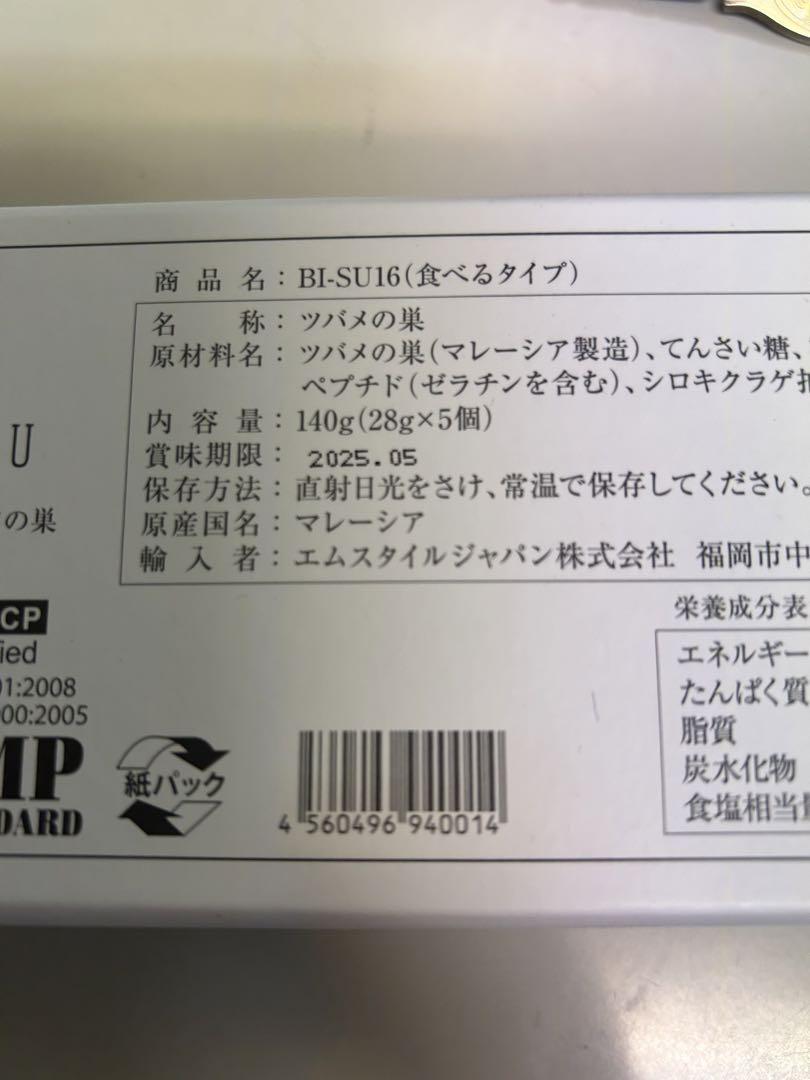 商品名：BI-SU16（食べるタイプ）
名称：ツバメの巣
原材料名：ツバメの巣（マレーシア製造）、てんさい糖、
ペプチド（ゼラチンを含む）、シロキクラゲ
内容量：140g(28g×5個)
賞味期限：2025.05
保存方法：直射日光をさけ、常温で保存してください。
原産国名：マレーシア
輸入者：エムスタイルジャパン株式会社 福岡市中
U
の巣
CP
ied
01:2008
000:2005
MP
DARD
紙パック
4 560496 940014
栄養成分表
エネルギー
たんぱく質
脂質
炭水化物
食塩相当量